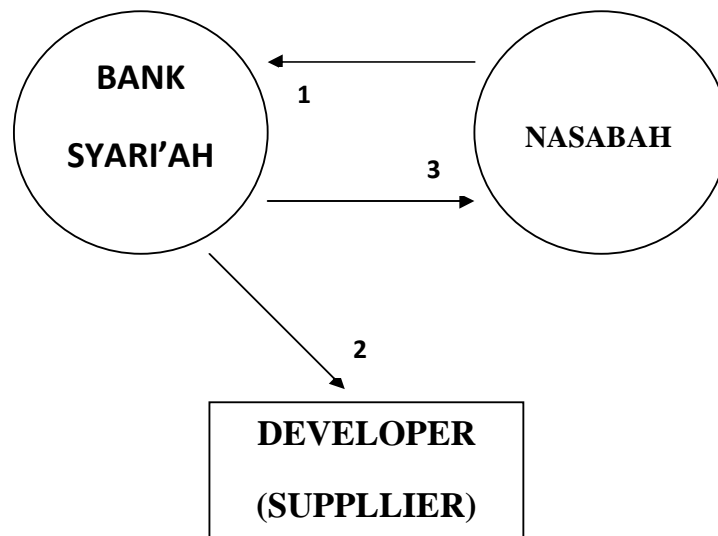 BANK
SYARI’AH
1
NASABAH
3
2
DEVELOPER
(SUPPLLIER)